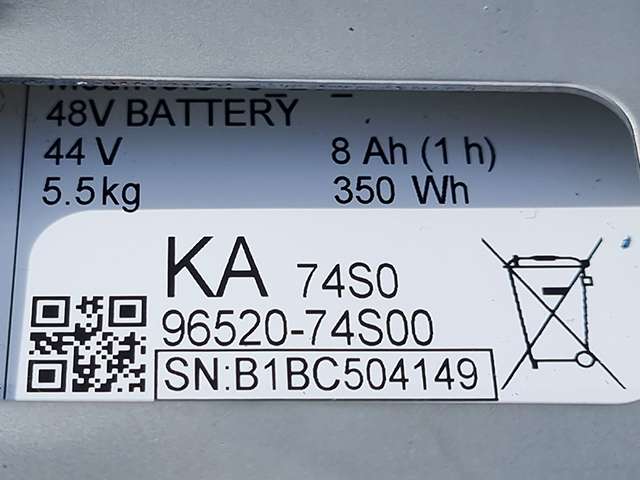 48V BATTERY
44 V 8 Ah (1 h)
5.5kg 350 Wh
KA 74S0
96520-74S00
SN:B1BC504149